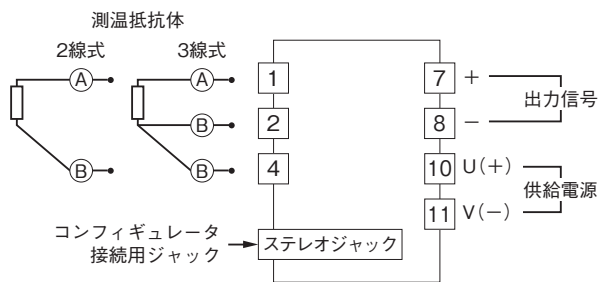 測温抵抗体
2線式
3線式
A
A
B
B
B
1
2
4
7
+
8
−
出力信号
10
U(+)
11
V(−)
供給電源
コンフィギュレータ
接続用ジャック
ステレオジャック